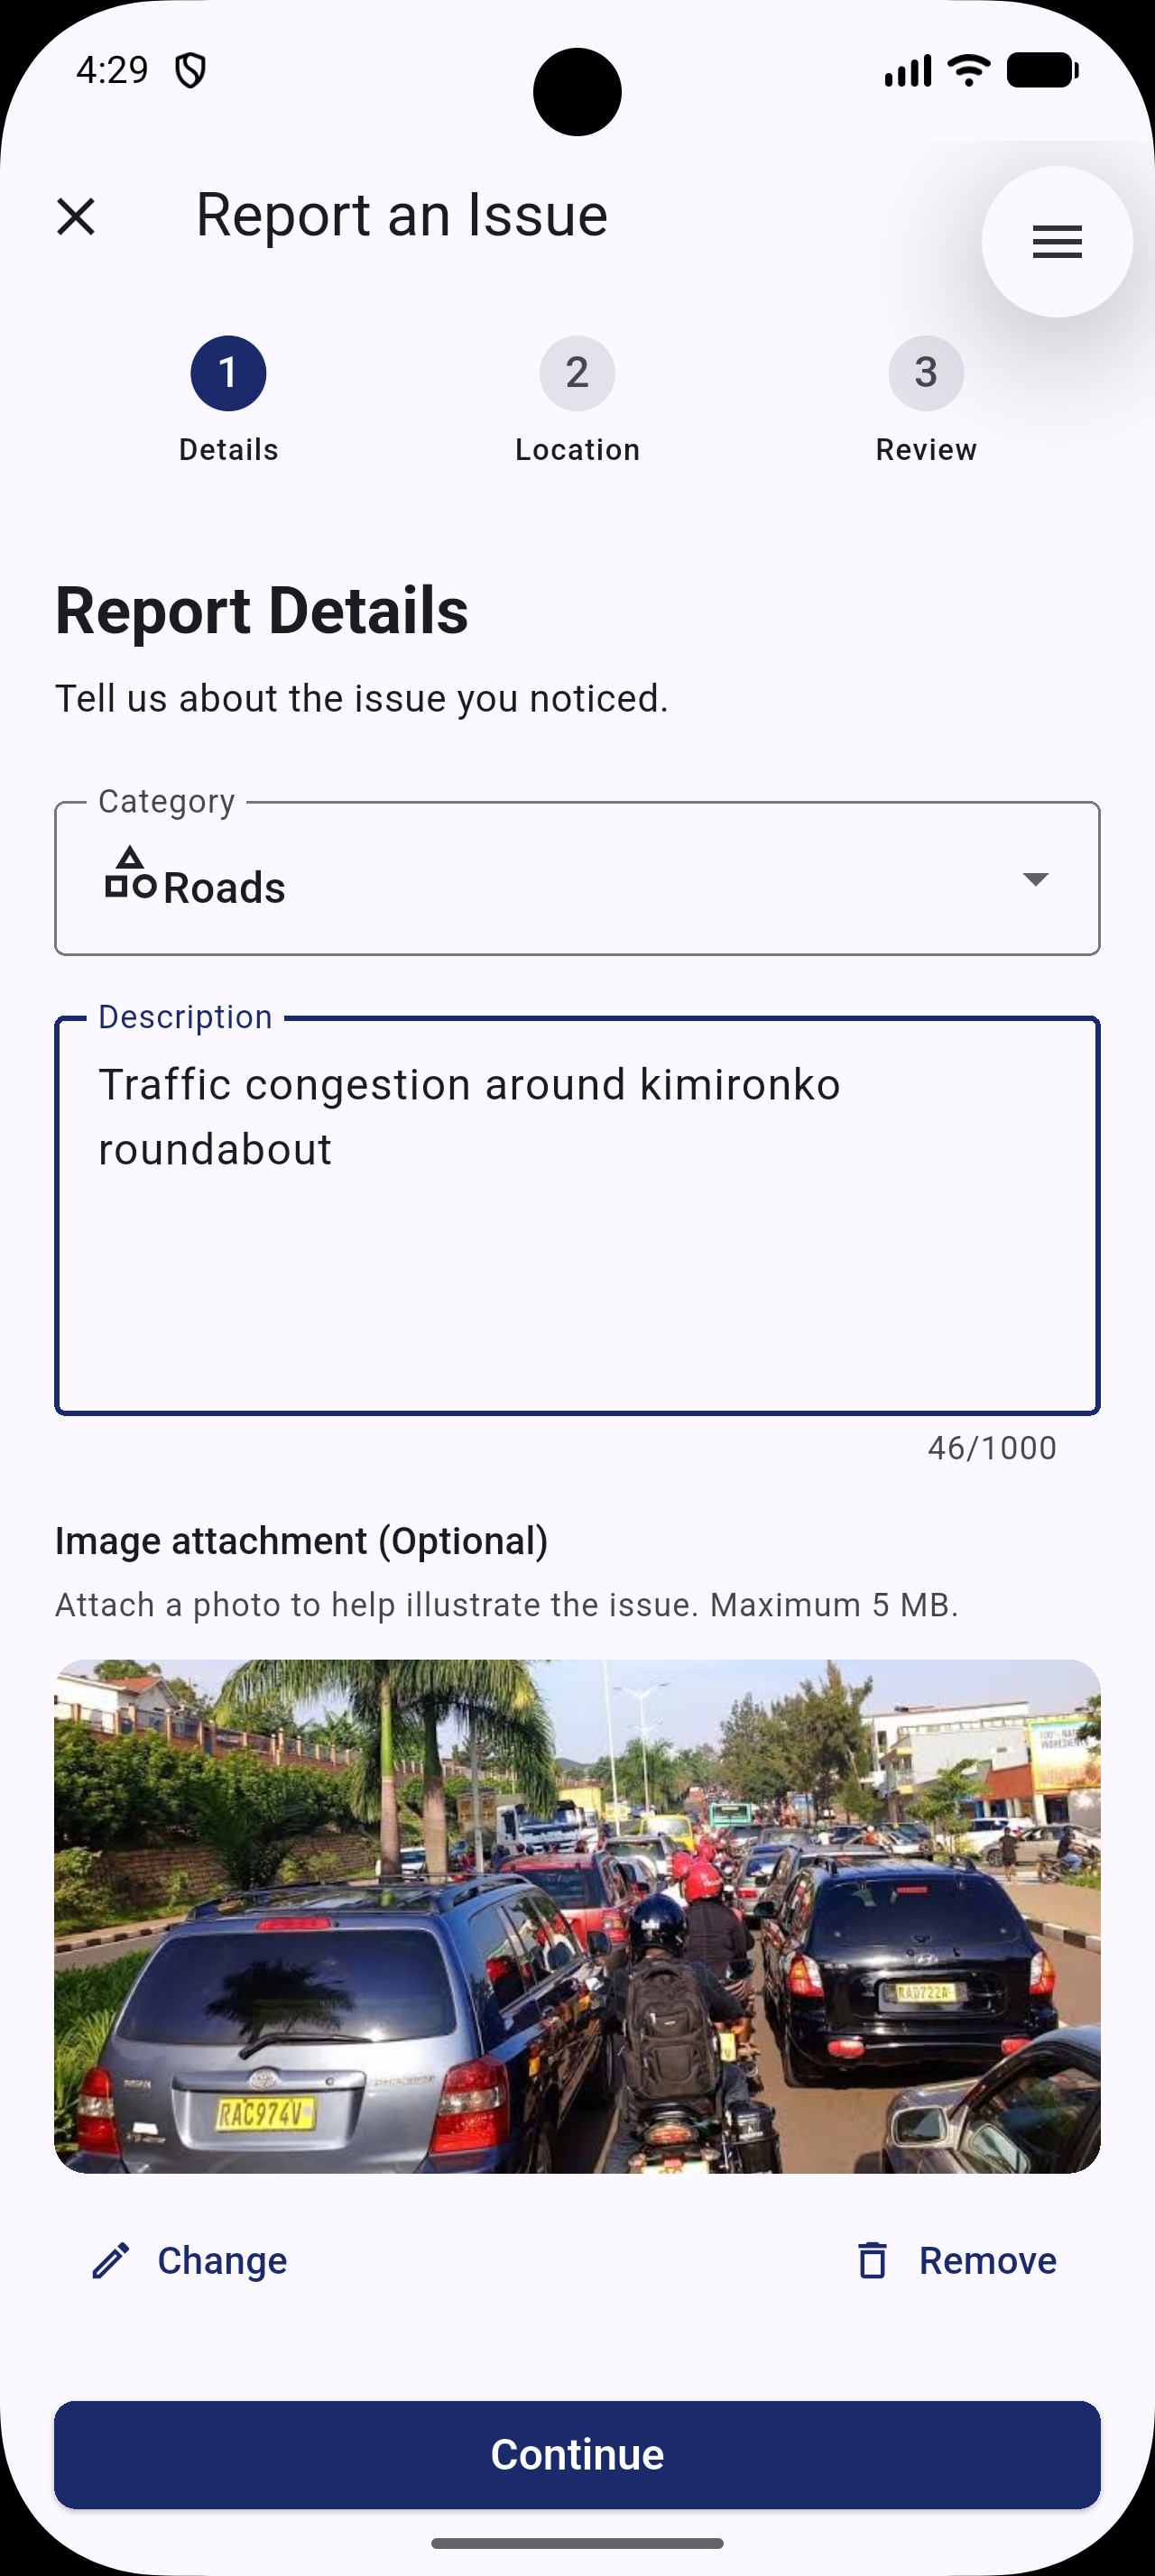 4:29
Report an Issue
1 2 3
Details Location Review
Report Details
Tell us about the issue you noticed.
Category
Roads
Description
Traffic congestion around kimironko
roundabout
46/1000
Image attachment (Optional)
Attach a photo to help illustrate the issue. Maximum 5 MB.
RAD722A
RAC974V
Change Remove
Continue